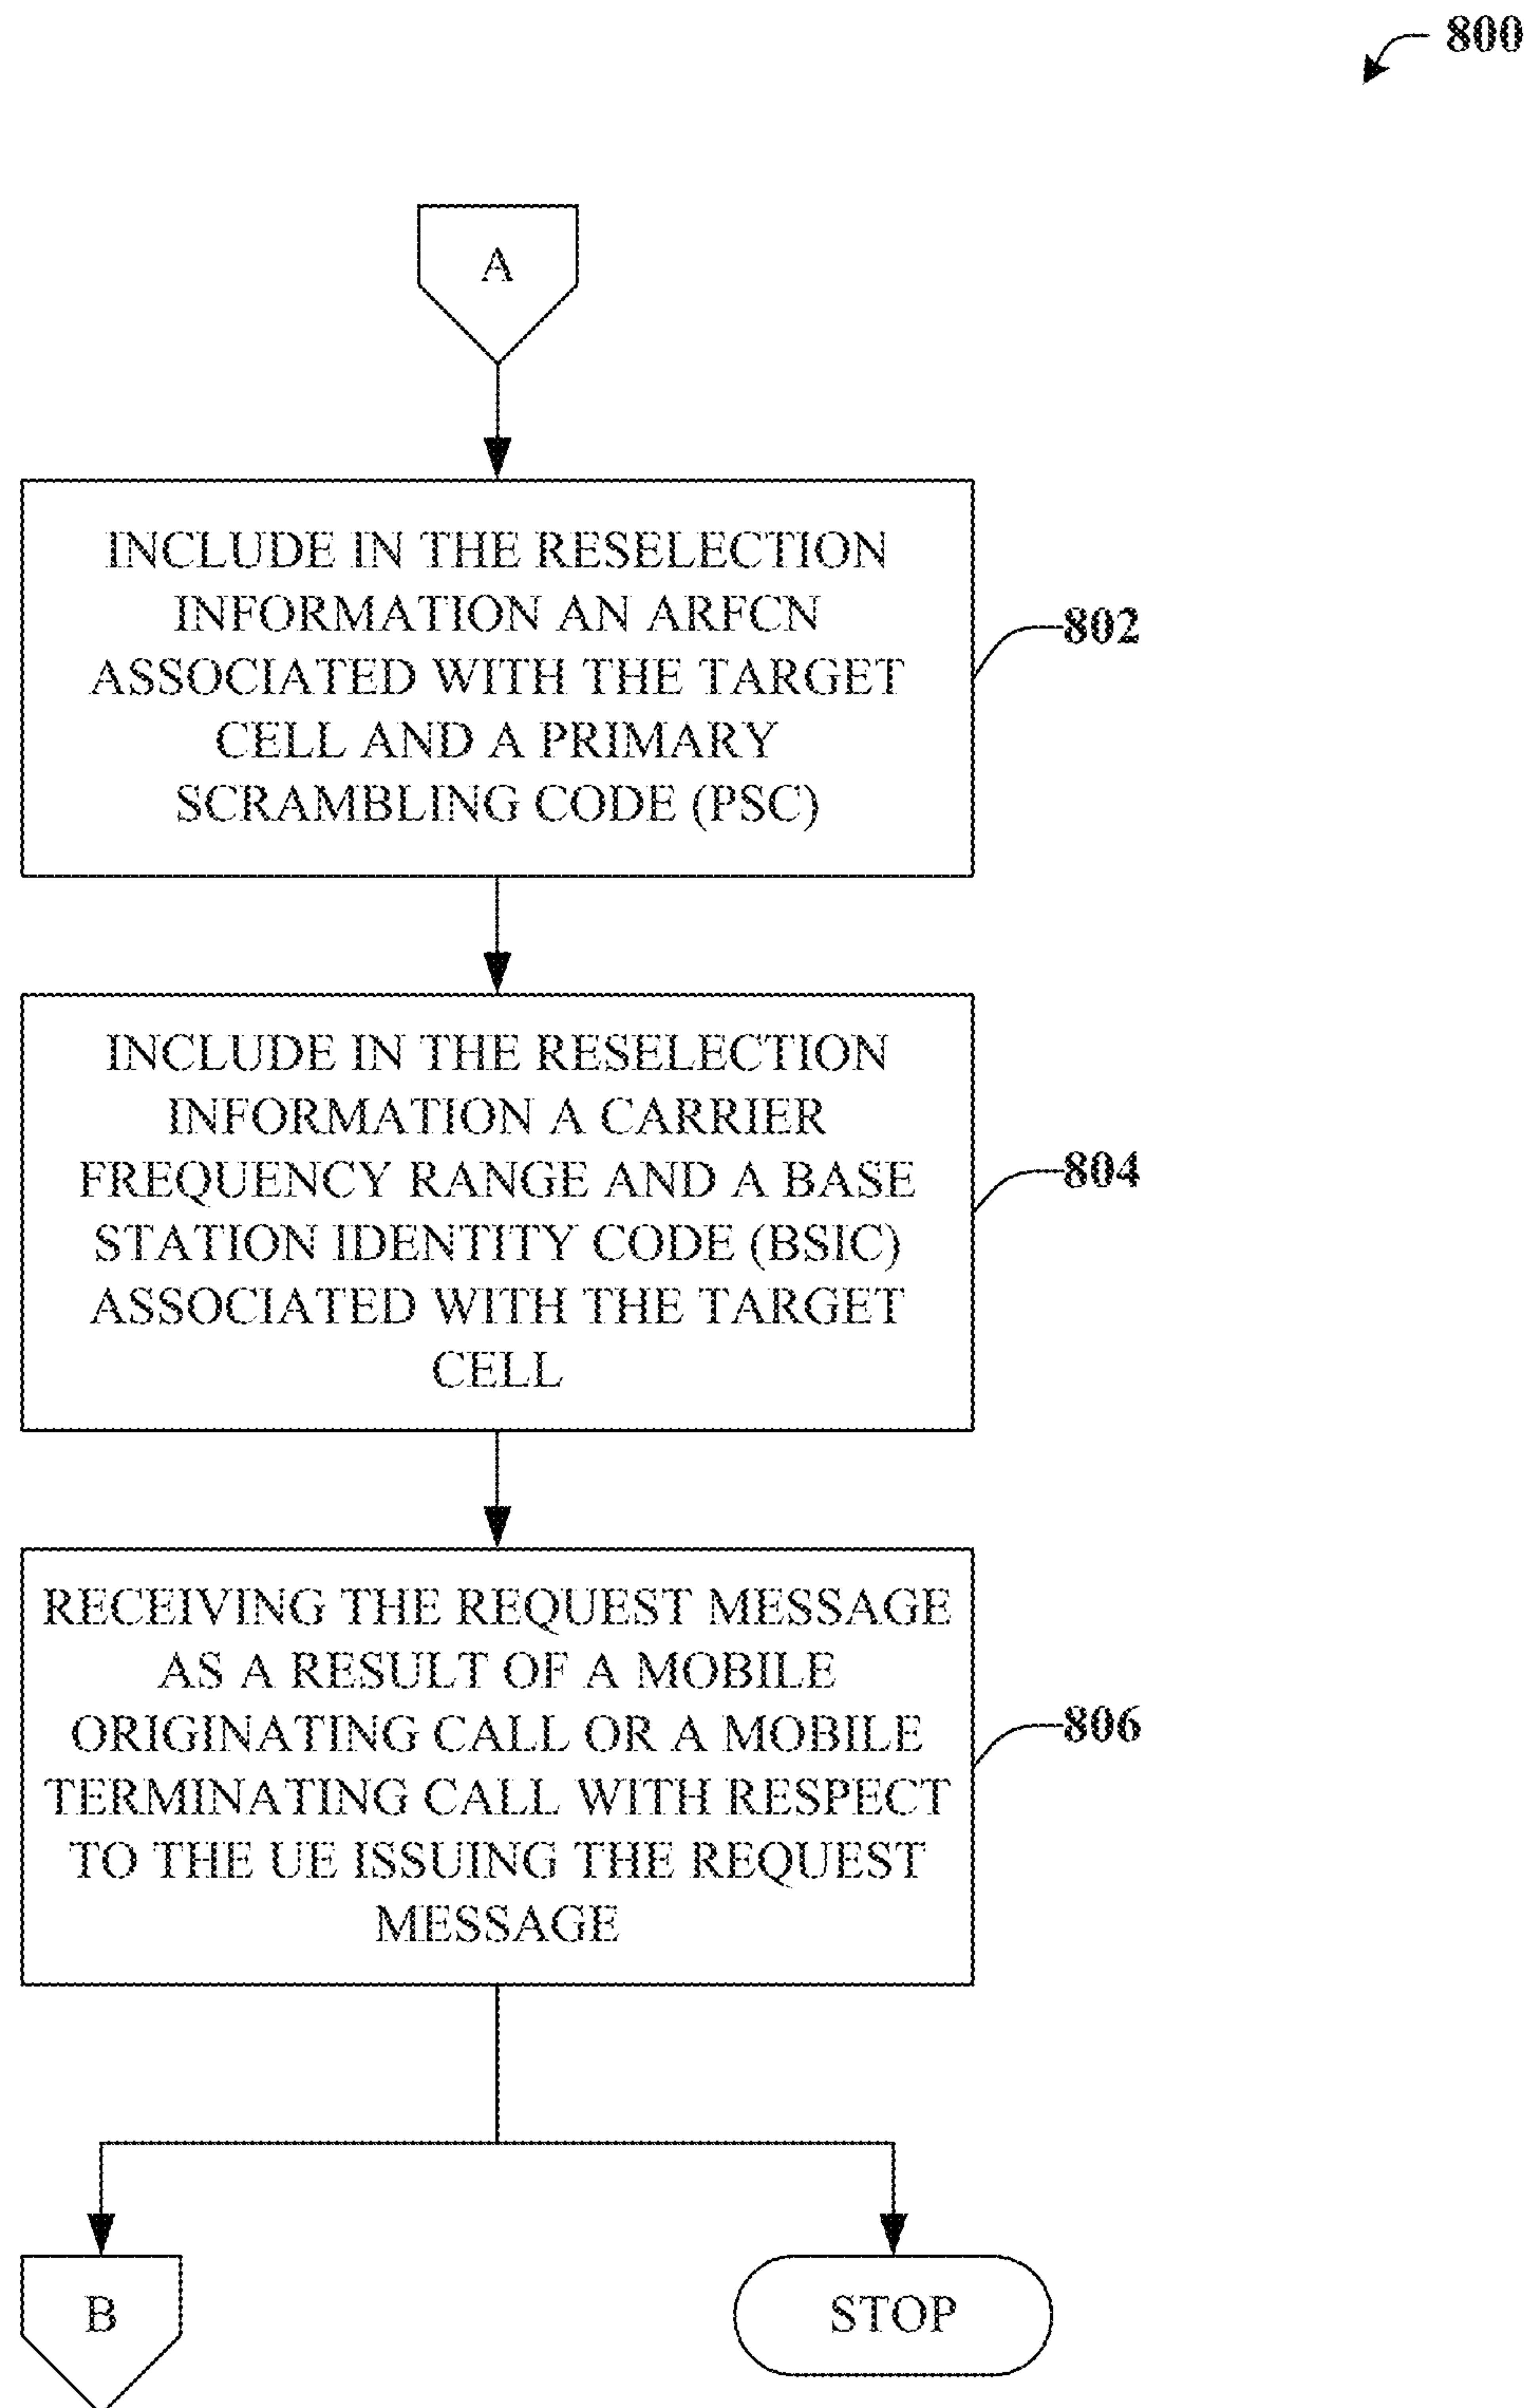 800
A
INCLUDE IN THE RESELECTION
INFORMATION AN ARFCN
ASSOCIATED WITH THE TARGET
CELL AND A PRIMARY
SCRAMBLING CODE (PSC)
802
INCLUDE IN THE RESELECTION
INFORMATION A CARRIER
FREQUENCY RANGE AND A BASE
STATION IDENTITY CODE (BSIC)
ASSOCIATED WITH THE TARGET
CELL
804
RECEIVING THE REQUEST MESSAGE
AS A RESULT OF A MOBILE
ORIGINATING CALL OR A MOBILE
TERMINATING CALL WITH RESPECT
TO THE UE ISSUING THE REQUEST
MESSAGE
806
B
STOP